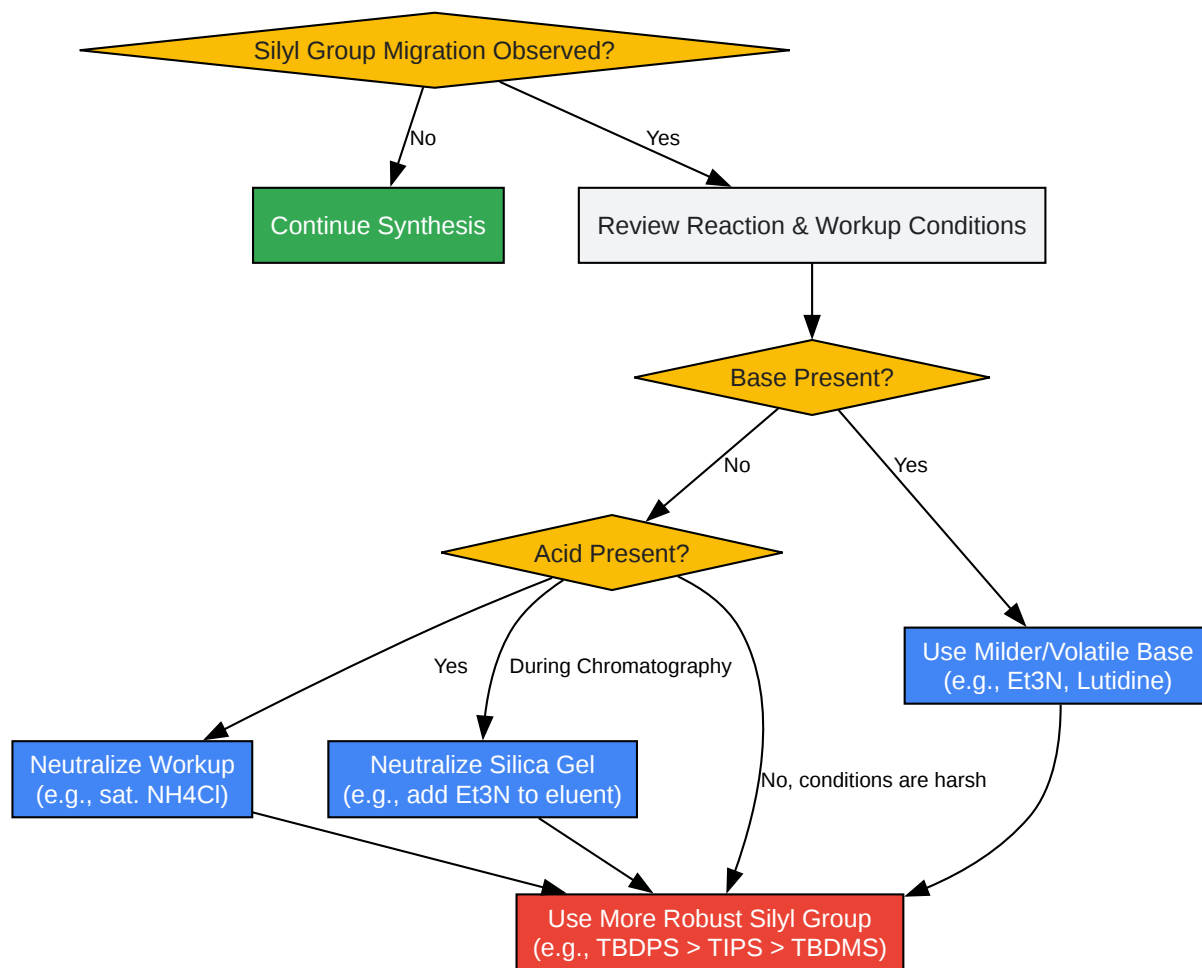 Silyl Group Migration Observed?
No
Yes
Continue Synthesis
Review Reaction & Workup Conditions
Base Present?
No
Yes
Acid Present?
Yes
During Chromatography
No, conditions are harsh
Use Milder/Volatile Base
(e.g., Et3N, Lutidine)
Neutralize Workup
(e.g., sat. NH4Cl)
Neutralize Silica Gel
(e.g., add Et3N to eluent)
Use More Robust Silyl Group
(e.g., TBDPS > TIPS > TBDMS)